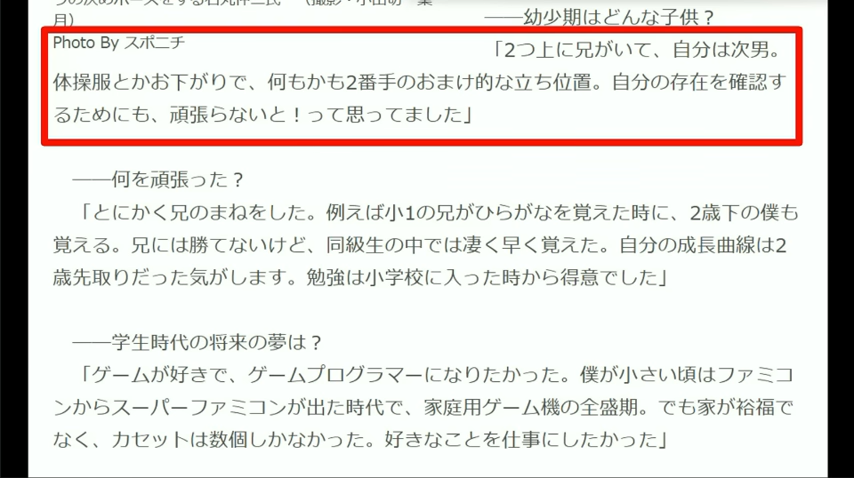 月)
Photo By スポニチ
――幼少期はどんな子供？
「2つ上に兄がいて、自分は次男。
体操服とかお下がりで、何もかも2番手のおまけ的な立ち位置。自分の存在を確認す
るためにも、頑張らないと！って思ってました」
――何を頑張った？
「とにかく兄のまねをした。例えば小1の兄がひらがなを覚えた時に、2歳下の僕も
覚える。兄には勝てないけど、同級生の中では凄く早く覚えた。自分の成長曲線は2
歳先取りだった気がします。勉強は小学校に入った時から得意でした」
――学生時代の将来の夢は？
「ゲームが好きで、ゲームプログラマーになりたかった。僕が小さい頃はファミコ
ンからスーパーファミコンが出た時代で、家庭用ゲーム機の全盛期。でも家が裕福で
なく、カセットは数個しかなかった。好きなことを仕事にしたかった」